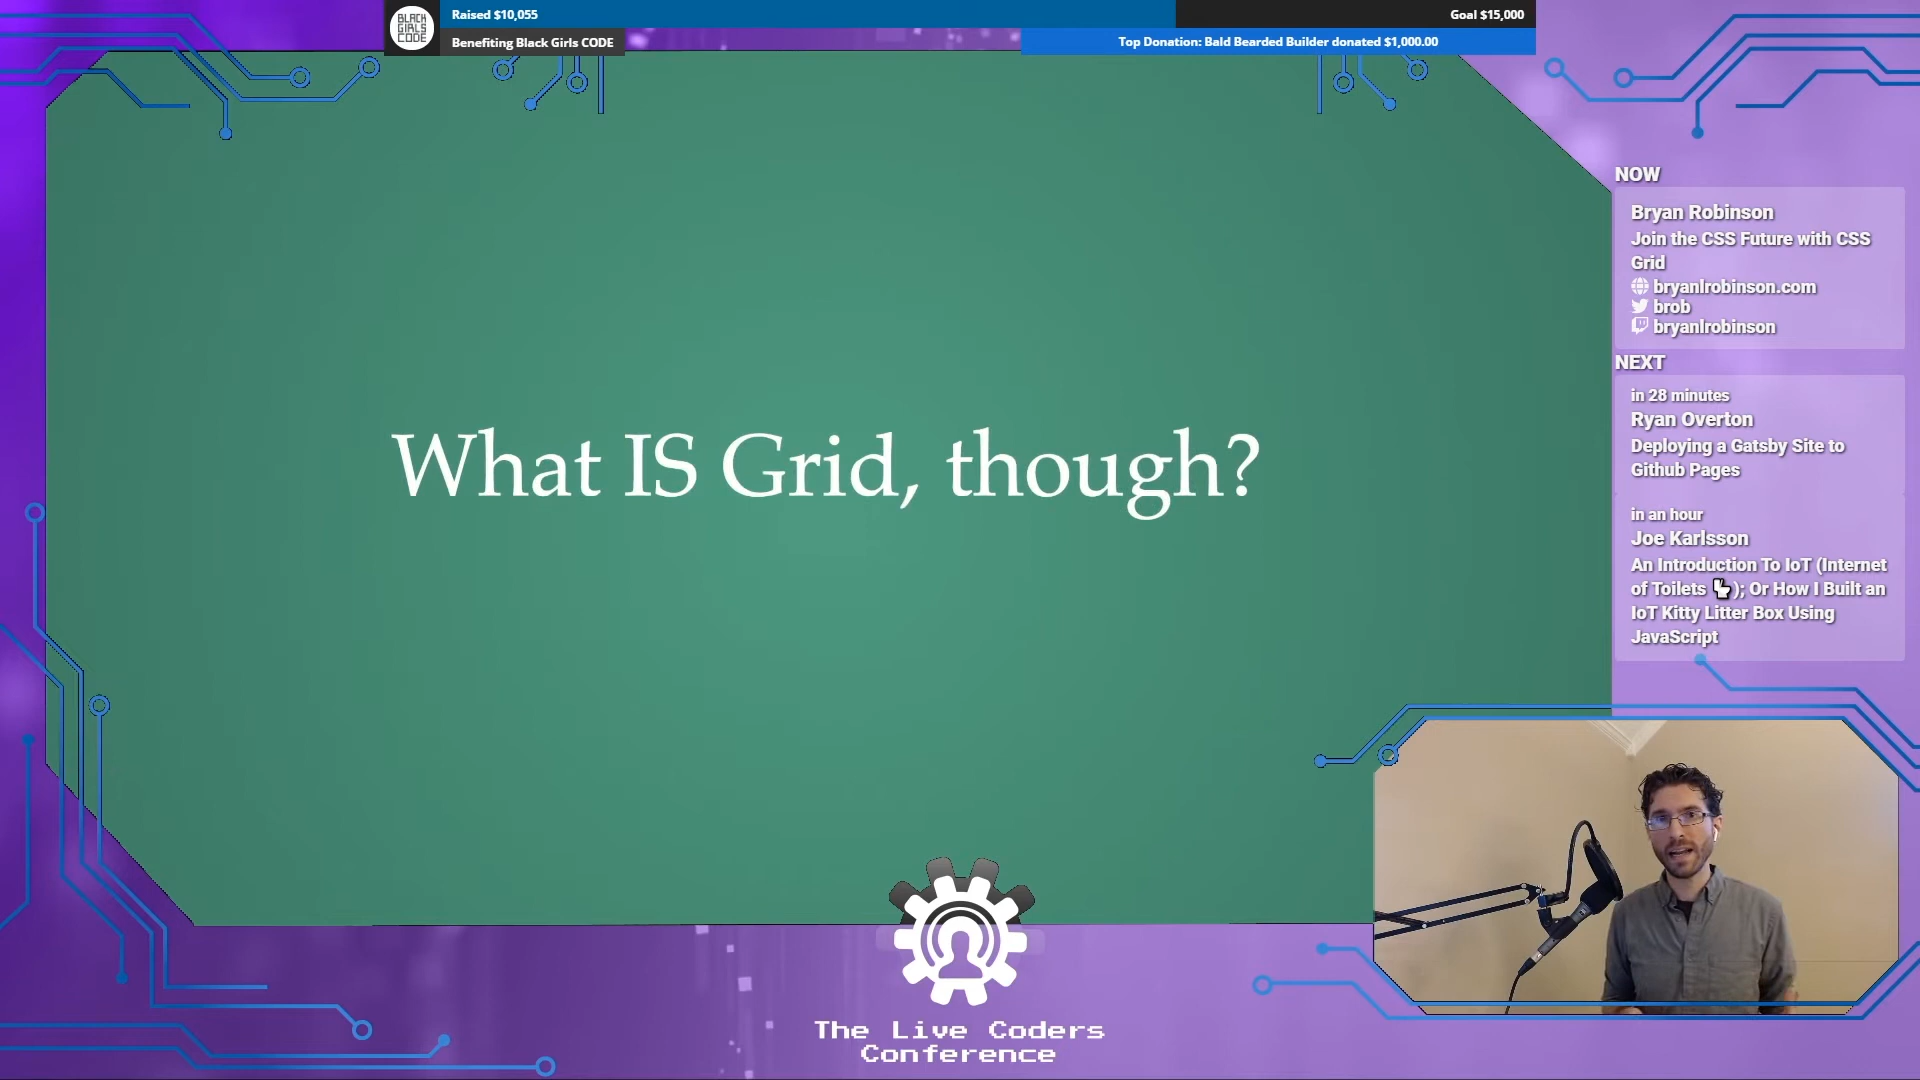 BLACK
GIRLS
CODE
Raised $10,055
Goal $15,000
Benefiting Black Girls CODE
Top Donation: Bald Bearded Builder donated $1,000.00
What IS Grid, though?
NOW
Bryan Robinson
Join the CSS Future with CSS
Grid
bryanlrobinson.com
brob
bryanlrobinson
NEXT
in 28 minutes
Ryan Overton
Deploying a Gatsby Site to
Github Pages
in an hour
Joe Karlsson
An Introduction To IoT (Internet
of Toilets 🚽); Or How I Built an
IoT Kitty Litter Box Using
JavaScript
The Live Coders
Conference